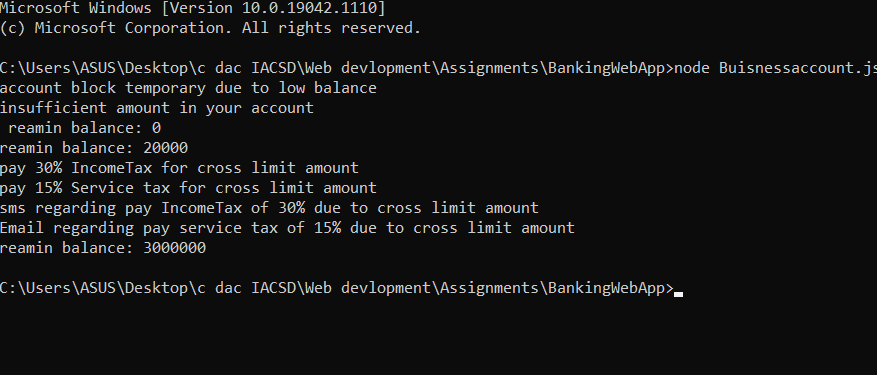 Microsoft Windows [Version 10.0.19042.1110]
(c) Microsoft Corporation. All rights reserved.
C:\Users\ASUS\Desktop\c dac IACSD\Web devlopment\Assignments\BankingWebApp>node Buisnessaccount.js
account block temporary due to low balance
insufficient amount in your account
 reamin balance: 0
reamin balance: 20000
pay 30% IncomeTax for cross limit amount
pay 15% Service tax for cross limit amount
sms regarding pay IncomeTax of 30% due to cross limit amount
Email regarding pay service tax of 15% due to cross limit amount
reamin balance: 3000000
C:\Users\ASUS\Desktop\c dac IACSD\Web devlopment\Assignments\BankingWebApp>